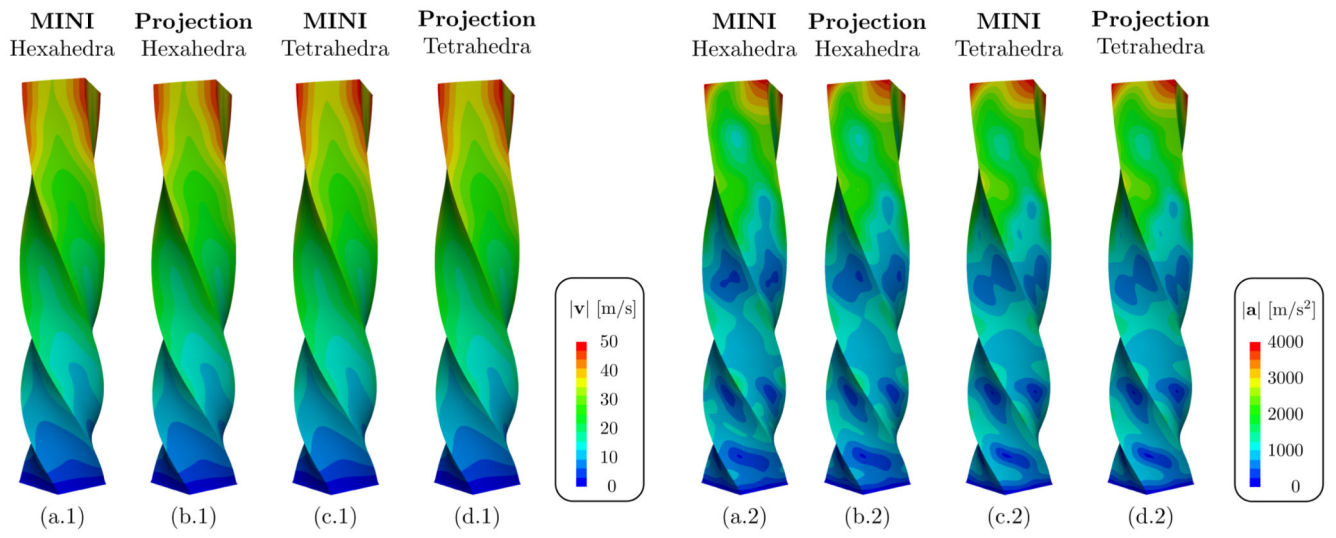 MINI
Hexahedra
Projection
Hexahedra
MINI
Tetrahedra
Projection
Tetrahedra
|v| [m/s]
50
40
30
20
10
0
(a.1)
(b.1)
(c.1)
(d.1)
MINI
Hexahedra
Projection
Hexahedra
MINI
Tetrahedra
Projection
Tetrahedra
|a| [m/s²]
4000
3000
2000
1000
0
(a.2)
(b.2)
(c.2)
(d.2)